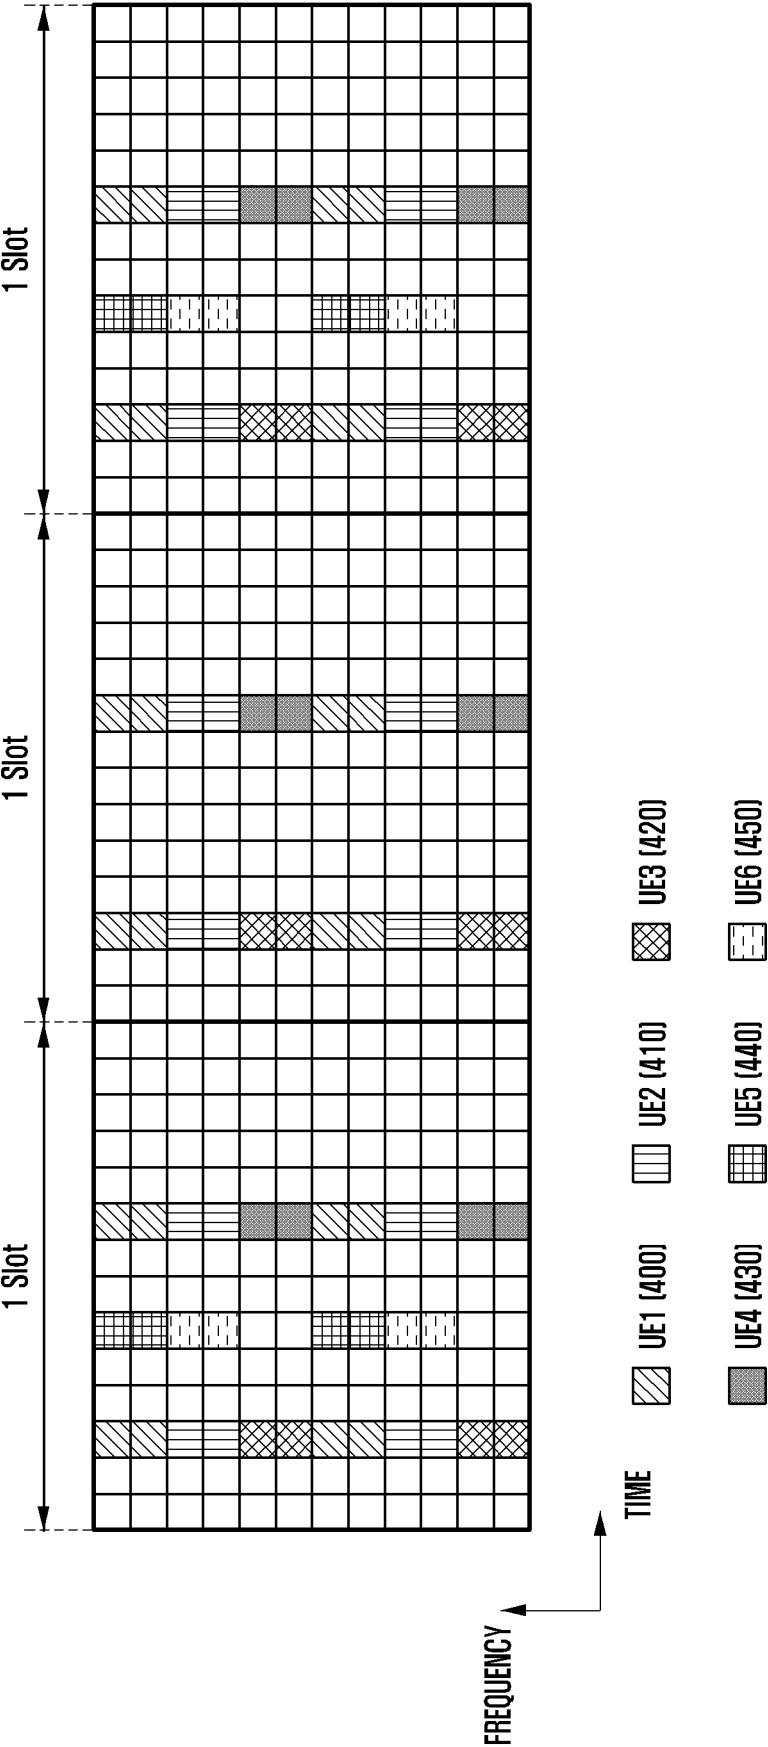 1 Slot
1 Slot
1 Slot
FREQUENCY
TIME
UE1 (400)
UE2 (410)
UE3 (420)
UE4 (430)
UE5 (440)
UE6 (450)